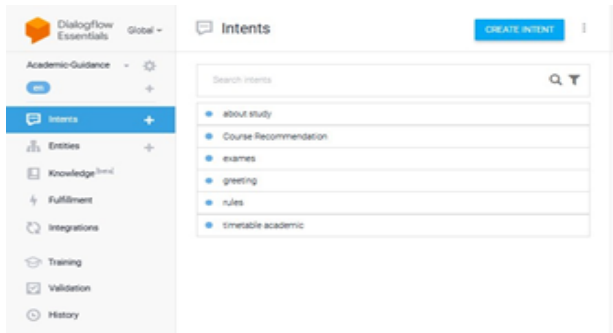 Dialogflow
Essentials
Global
Intents
CREATE INTENT
Academic-Guidance
en
Search intents
Intents
about study
Course Recommendation
Entities
exames
Knowledge [beta]
greeting
Fulfillment
rules
Integrations
timetable academic
Training
Validation
History